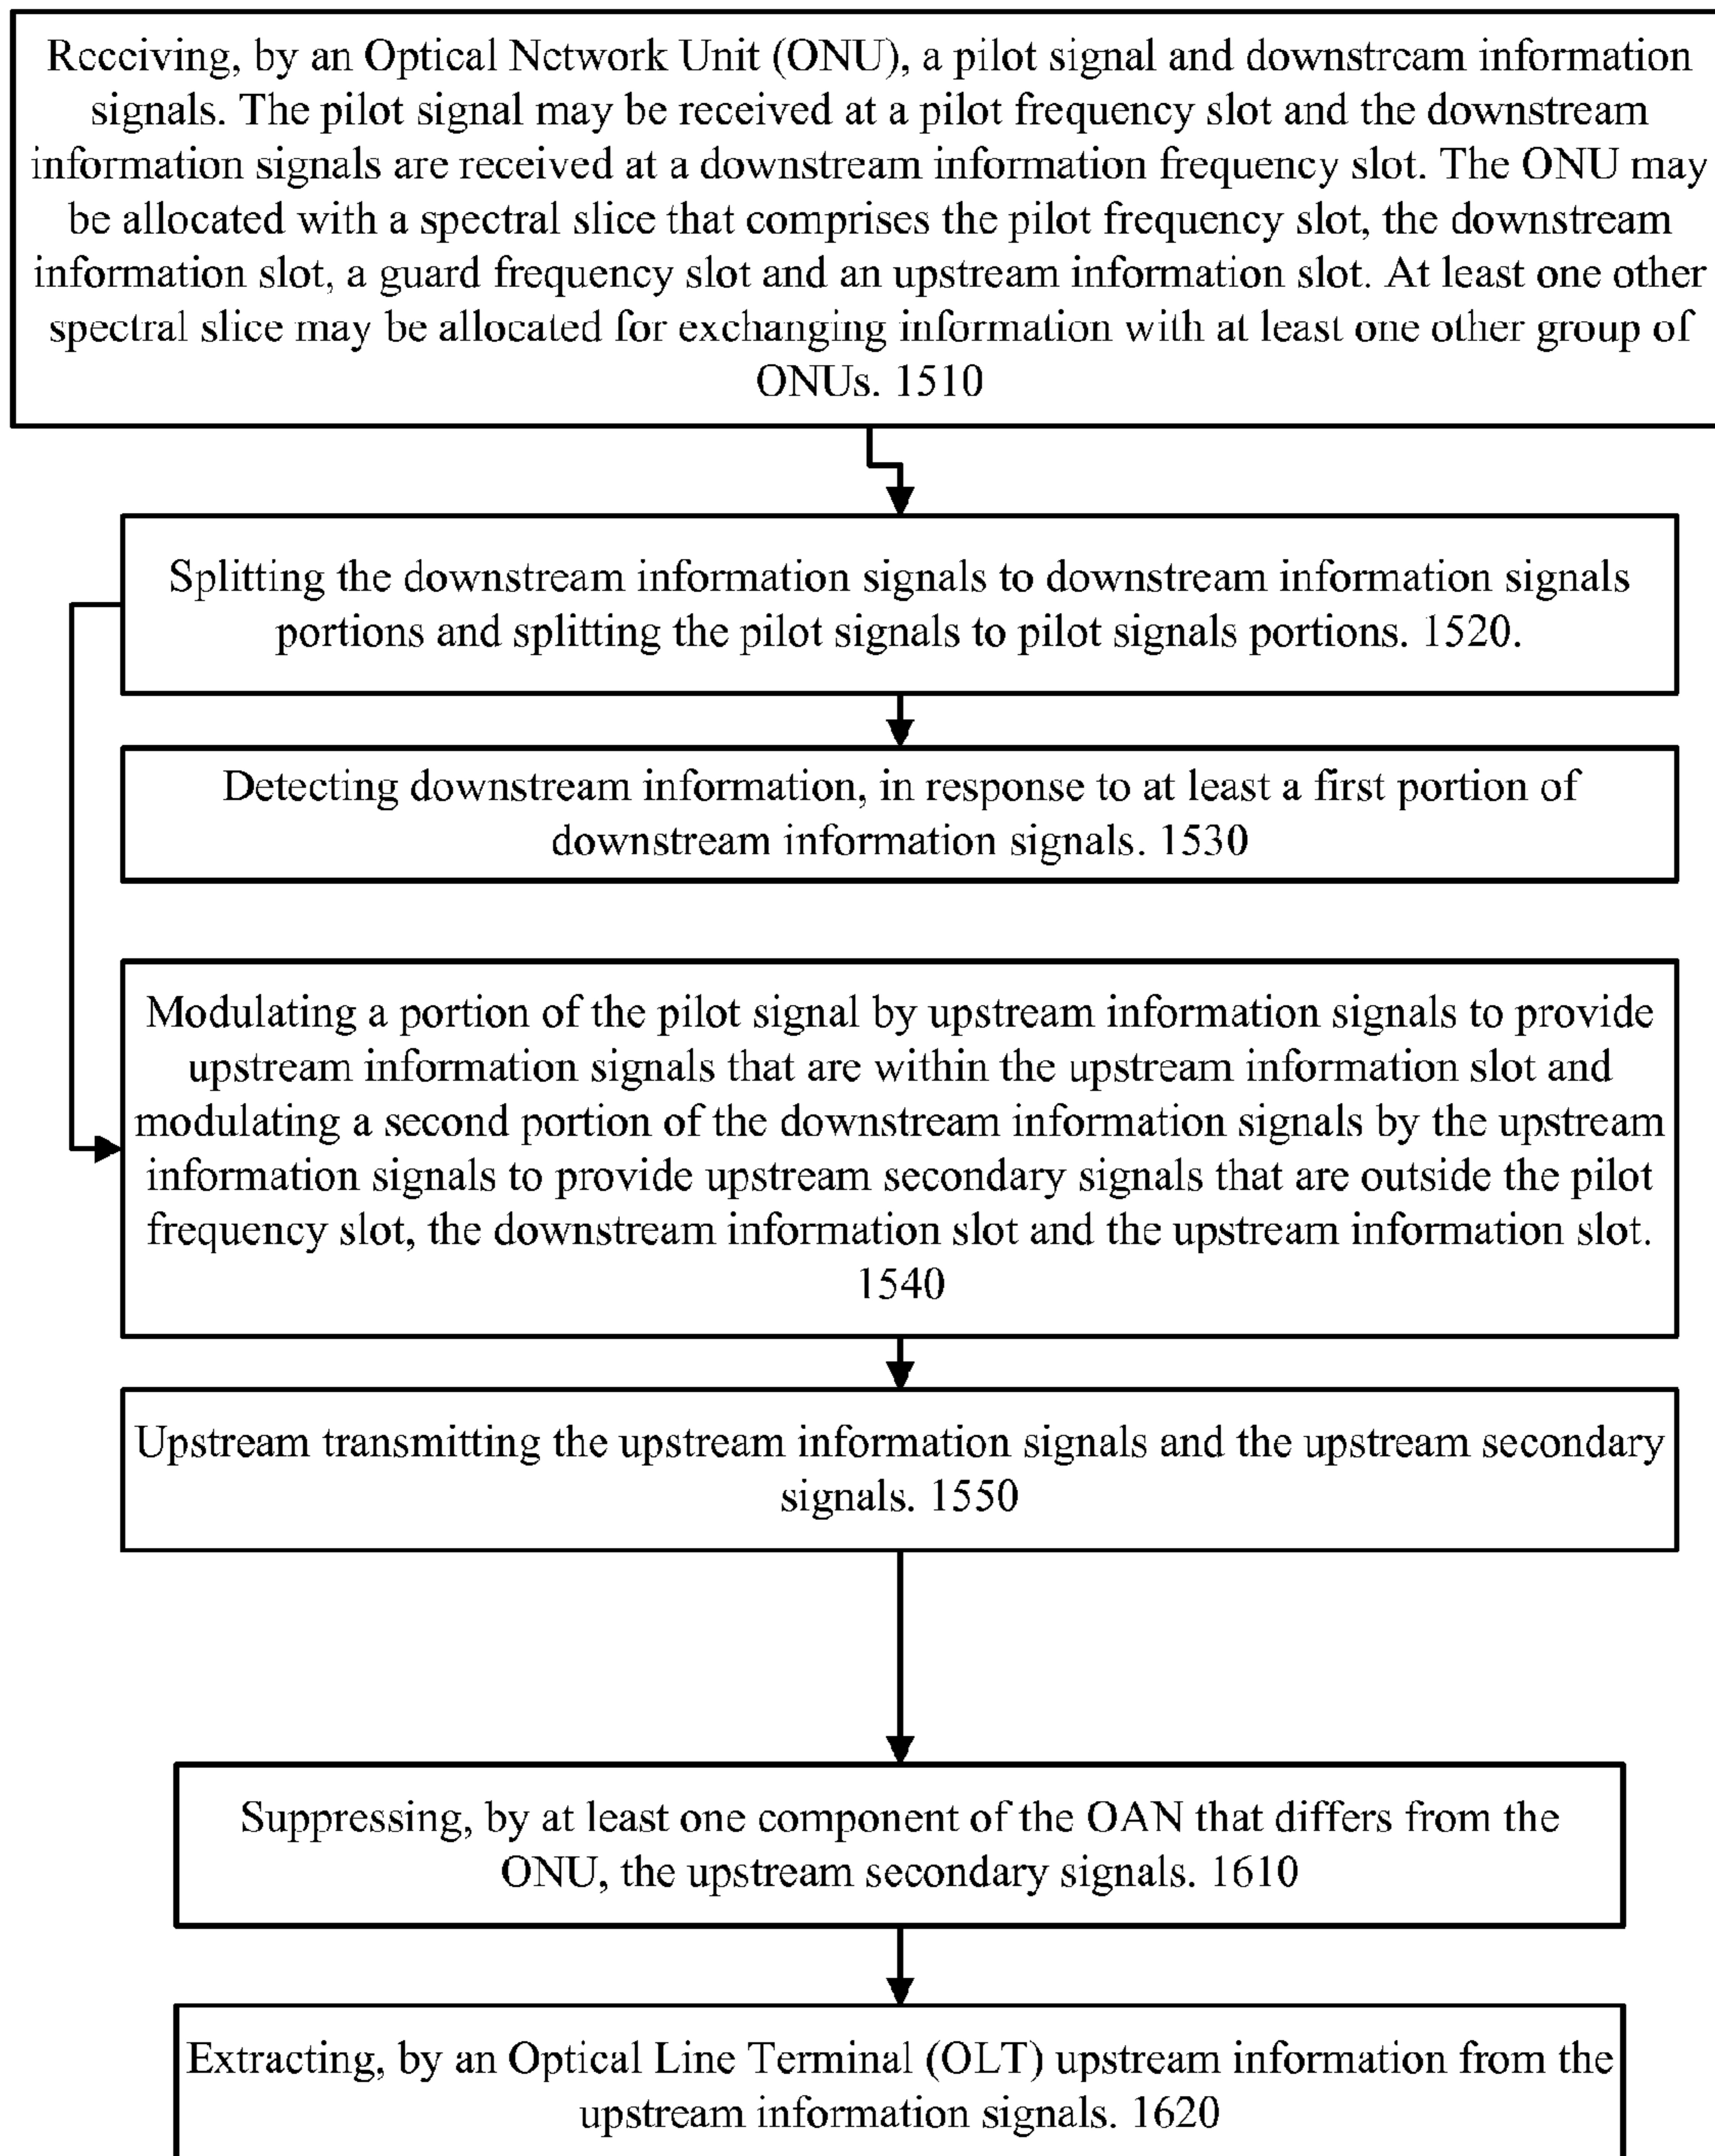 Receiving, by an Optical Network Unit (ONU), a pilot signal and downstream information
signals. The pilot signal may be received at a pilot frequency slot and the downstream
information signals are received at a downstream information frequency slot. The ONU may
be allocated with a spectral slice that comprises the pilot frequency slot, the downstream
information slot, a guard frequency slot and an upstream information slot. At least one other
spectral slice may be allocated for exchanging information with at least one other group of
ONUs. 1510
Splitting the downstream information signals to downstream information signals
portions and splitting the pilot signals to pilot signals portions. 1520.
Detecting downstream information, in response to at least a first portion of
downstream information signals. 1530
Modulating a portion of the pilot signal by upstream information signals to provide
upstream information signals that are within the upstream information slot and
modulating a second portion of the downstream information signals by the upstream
information signals to provide upstream secondary signals that are outside the pilot
frequency slot, the downstream information slot and the upstream information slot.
1540
Upstream transmitting the upstream information signals and the upstream secondary
signals. 1550
Suppressing, by at least one component of the OAN that differs from the
ONU, the upstream secondary signals. 1610
Extracting, by an Optical Line Terminal (OLT) upstream information from the
upstream information signals. 1620